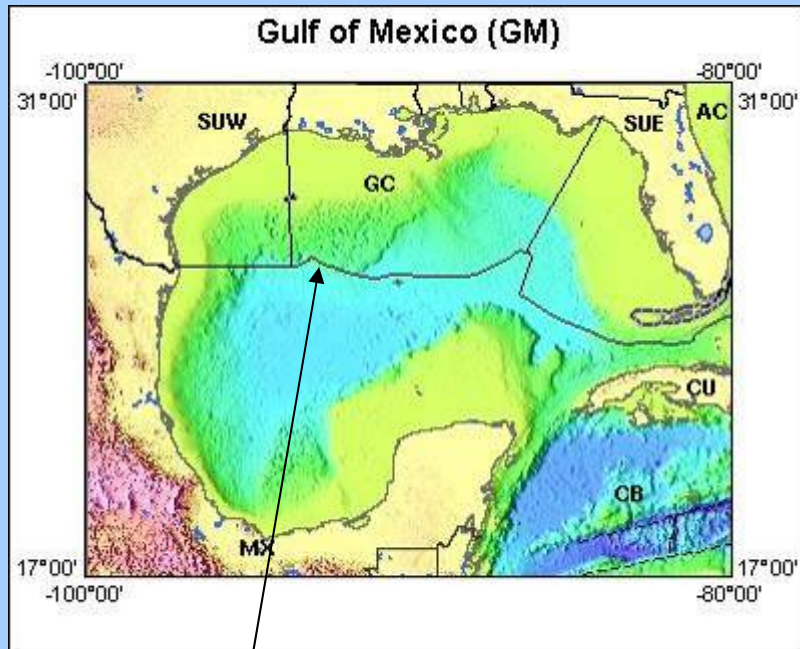 Gulf of Mexico (GM)
-100°00' -80°00'
31°00' 31°00'
SUW SUE AC
GC
CU
CB
MX
17°00' 17°00'
-100°00' -80°00'